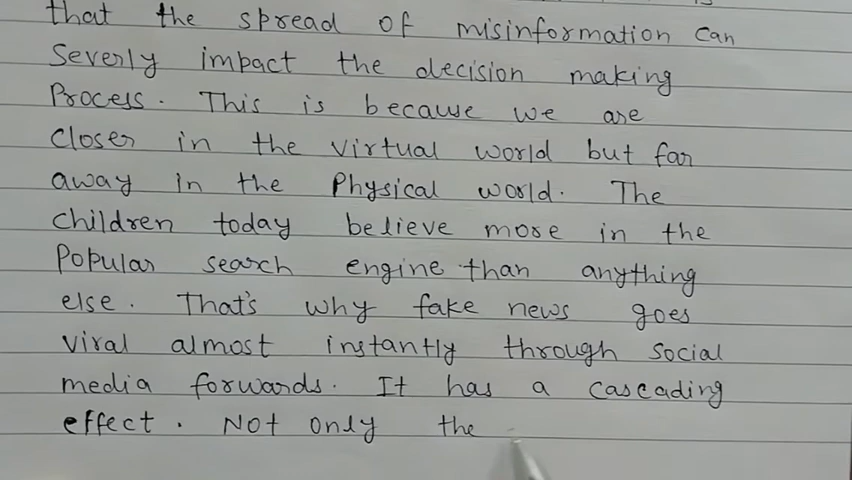 that the spread of misinformation can
severly impact the decision making
Process. This is because we are
closer in the virtual world but far
away in the Physical world. The
children today believe more in the
Popular search engine than anything
else. That's why fake news goes
viral almost instantly through social
media forwards. It has a cascading
effect. Not only the